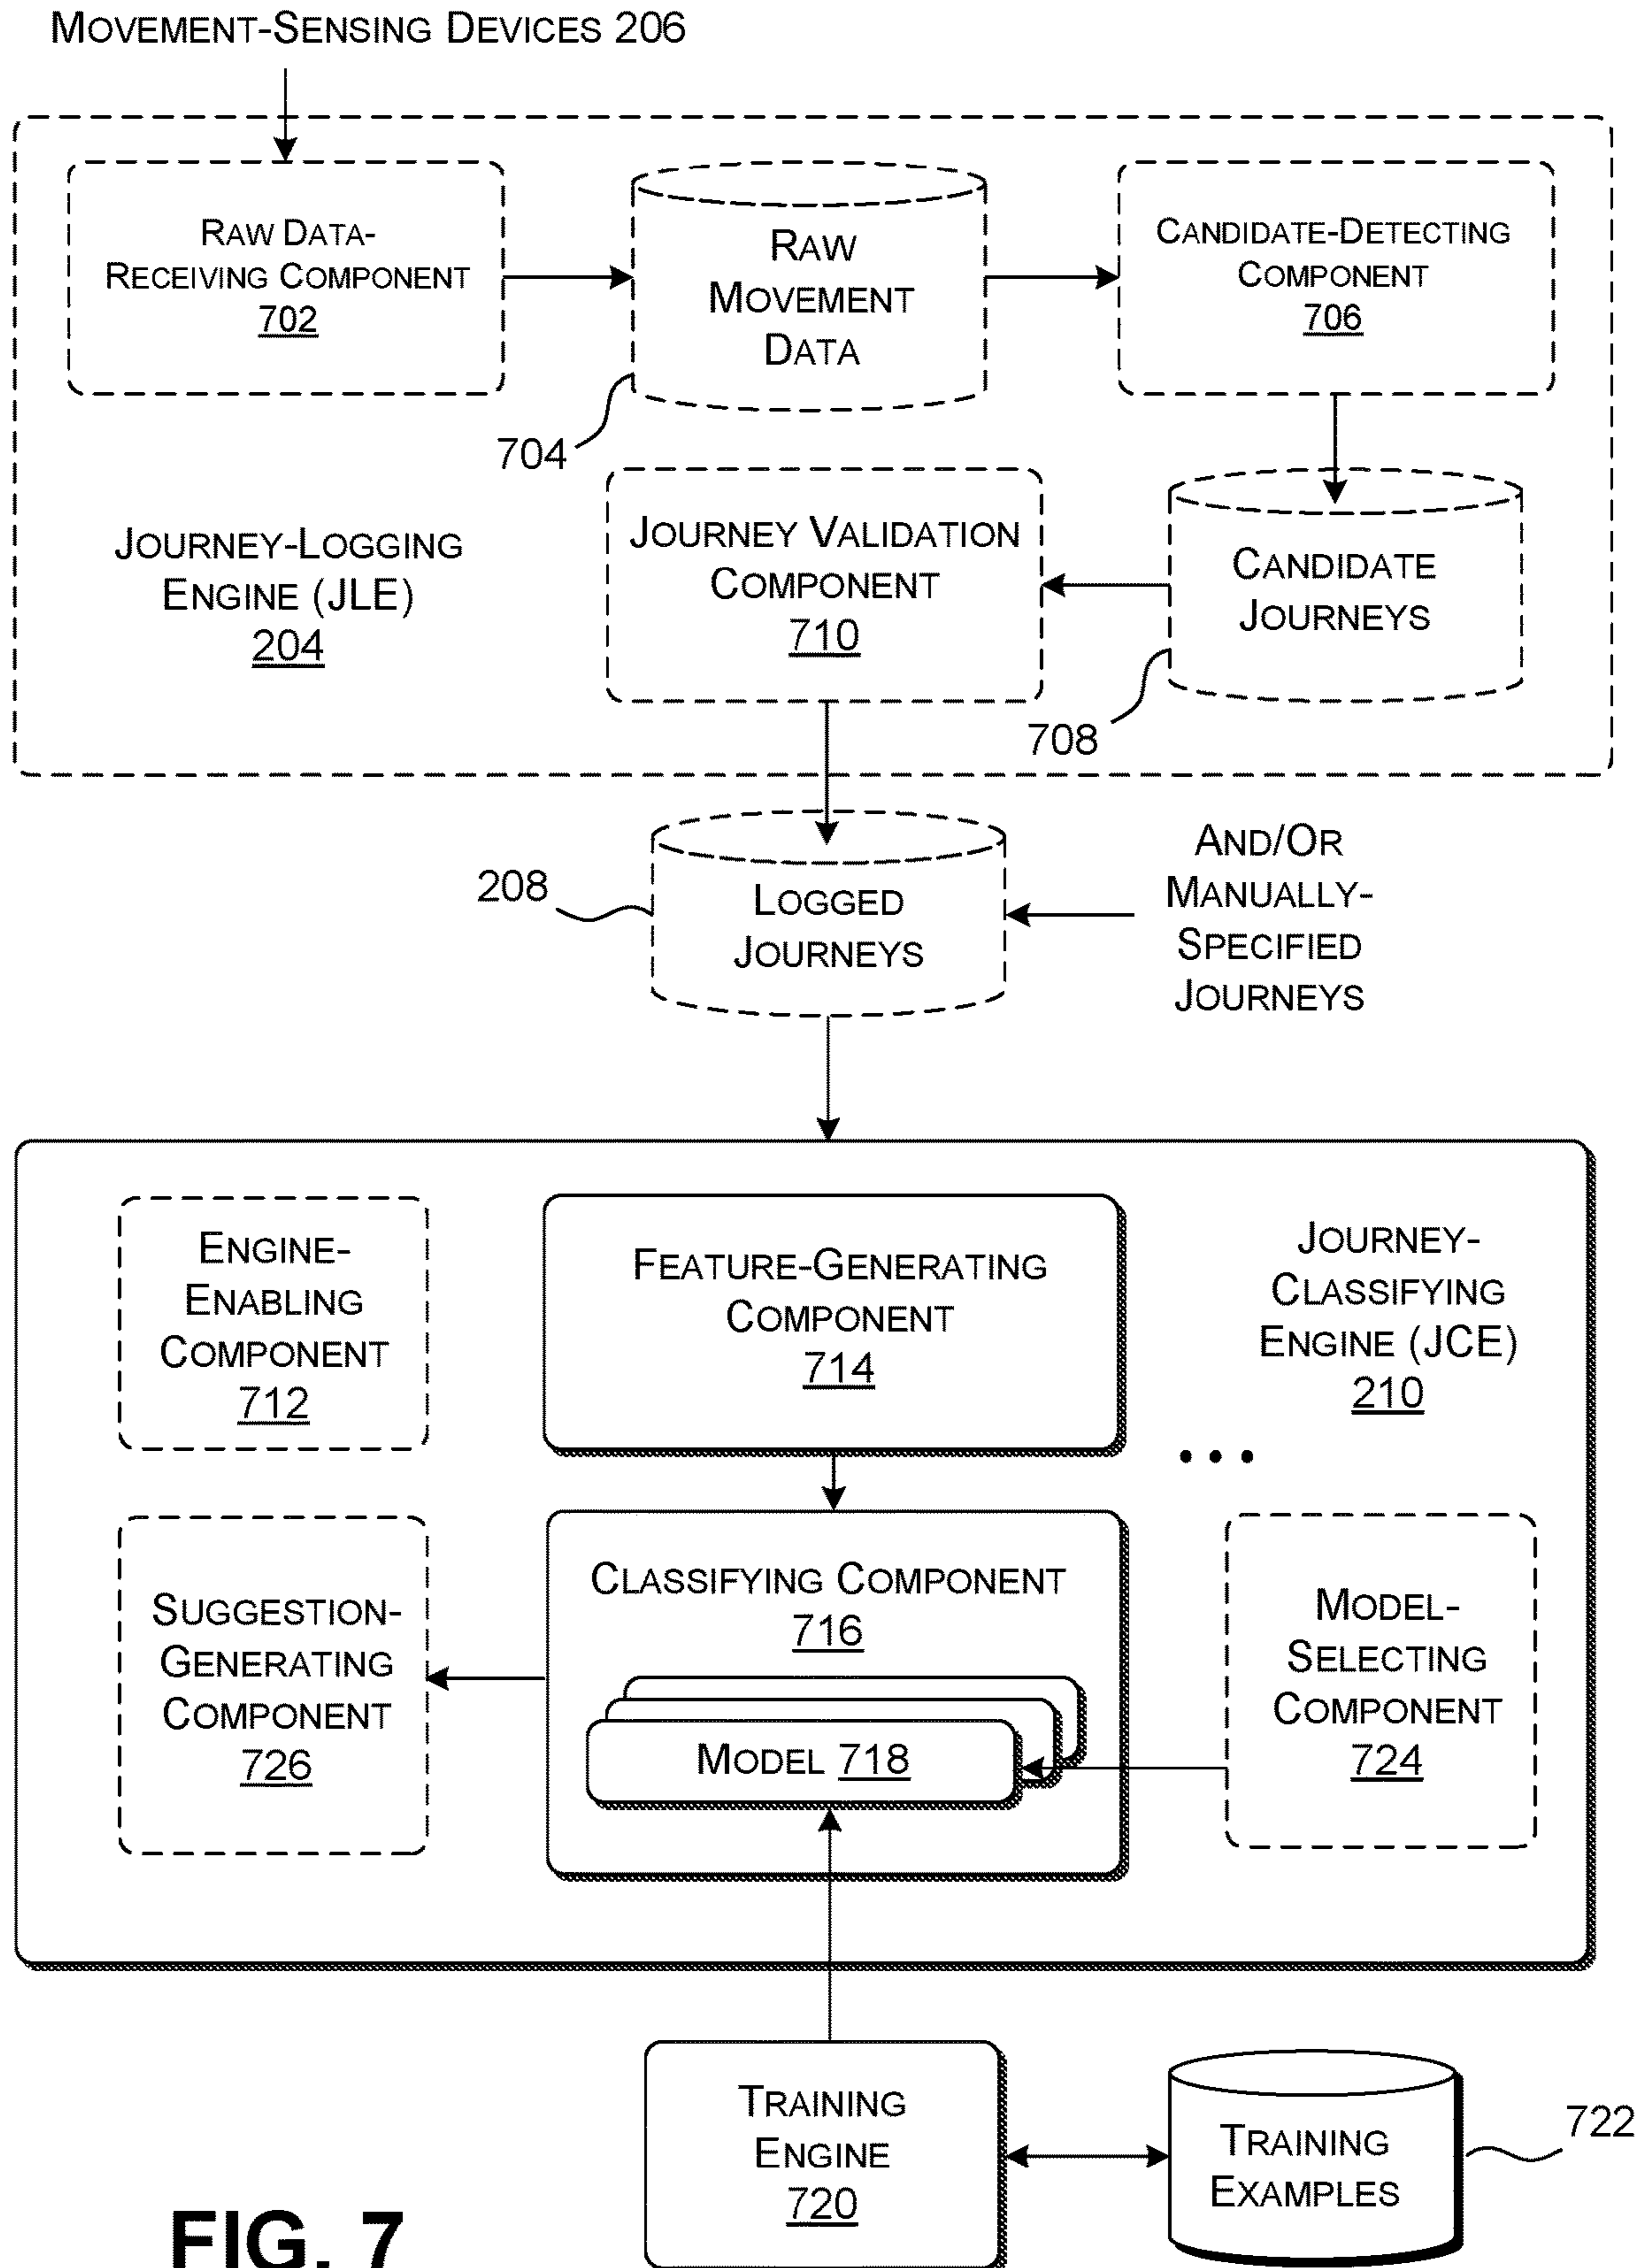 MOVEMENT-SENSING DEVICES 206
RAW DATA-
RECEIVING COMPONENT
702
RAW
MOVEMENT
DATA
704
CANDIDATE-DETECTING
COMPONENT
706
JOURNEY-LOGGING
ENGINE (JLE)
204
JOURNEY VALIDATION
COMPONENT
710
CANDIDATE
JOURNEYS
708
208
LOGGED
JOURNEYS
AND/OR
MANUALLY-
SPECIFIED
JOURNEYS
ENGINE-
ENABLING
COMPONENT
712
FEATURE-GENERATING
COMPONENT
714
JOURNEY-
CLASSIFYING
ENGINE (JCE)
210
...
SUGGESTION-
GENERATING
COMPONENT
726
CLASSIFYING COMPONENT
716
MODEL 718
MODEL-
SELECTING
COMPONENT
724
TRAINING
ENGINE
720
TRAINING
EXAMPLES
722
FIG. 7